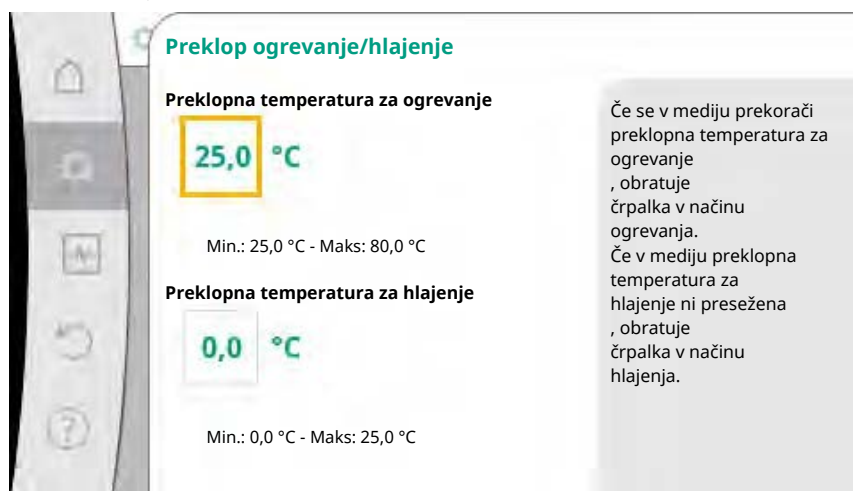 Preklop ogrevanje/hlajenje
Preklopna temperatura za ogrevanje
25,0 °C
Min.: 25,0 °C - Maks: 80,0 °C
Preklopna temperatura za hlajenje
0,0 °C
Min.: 0,0 °C - Maks: 25,0 °C
Če se v mediju prekorači
preklopna temperatura za
ogrevanje
, obratuje
črpalka v načinu
ogrevanja.
Če v mediju preklopna
temperatura za
hlajenje ni presežena
, obratuje
črpalka v načinu
hlajenja.